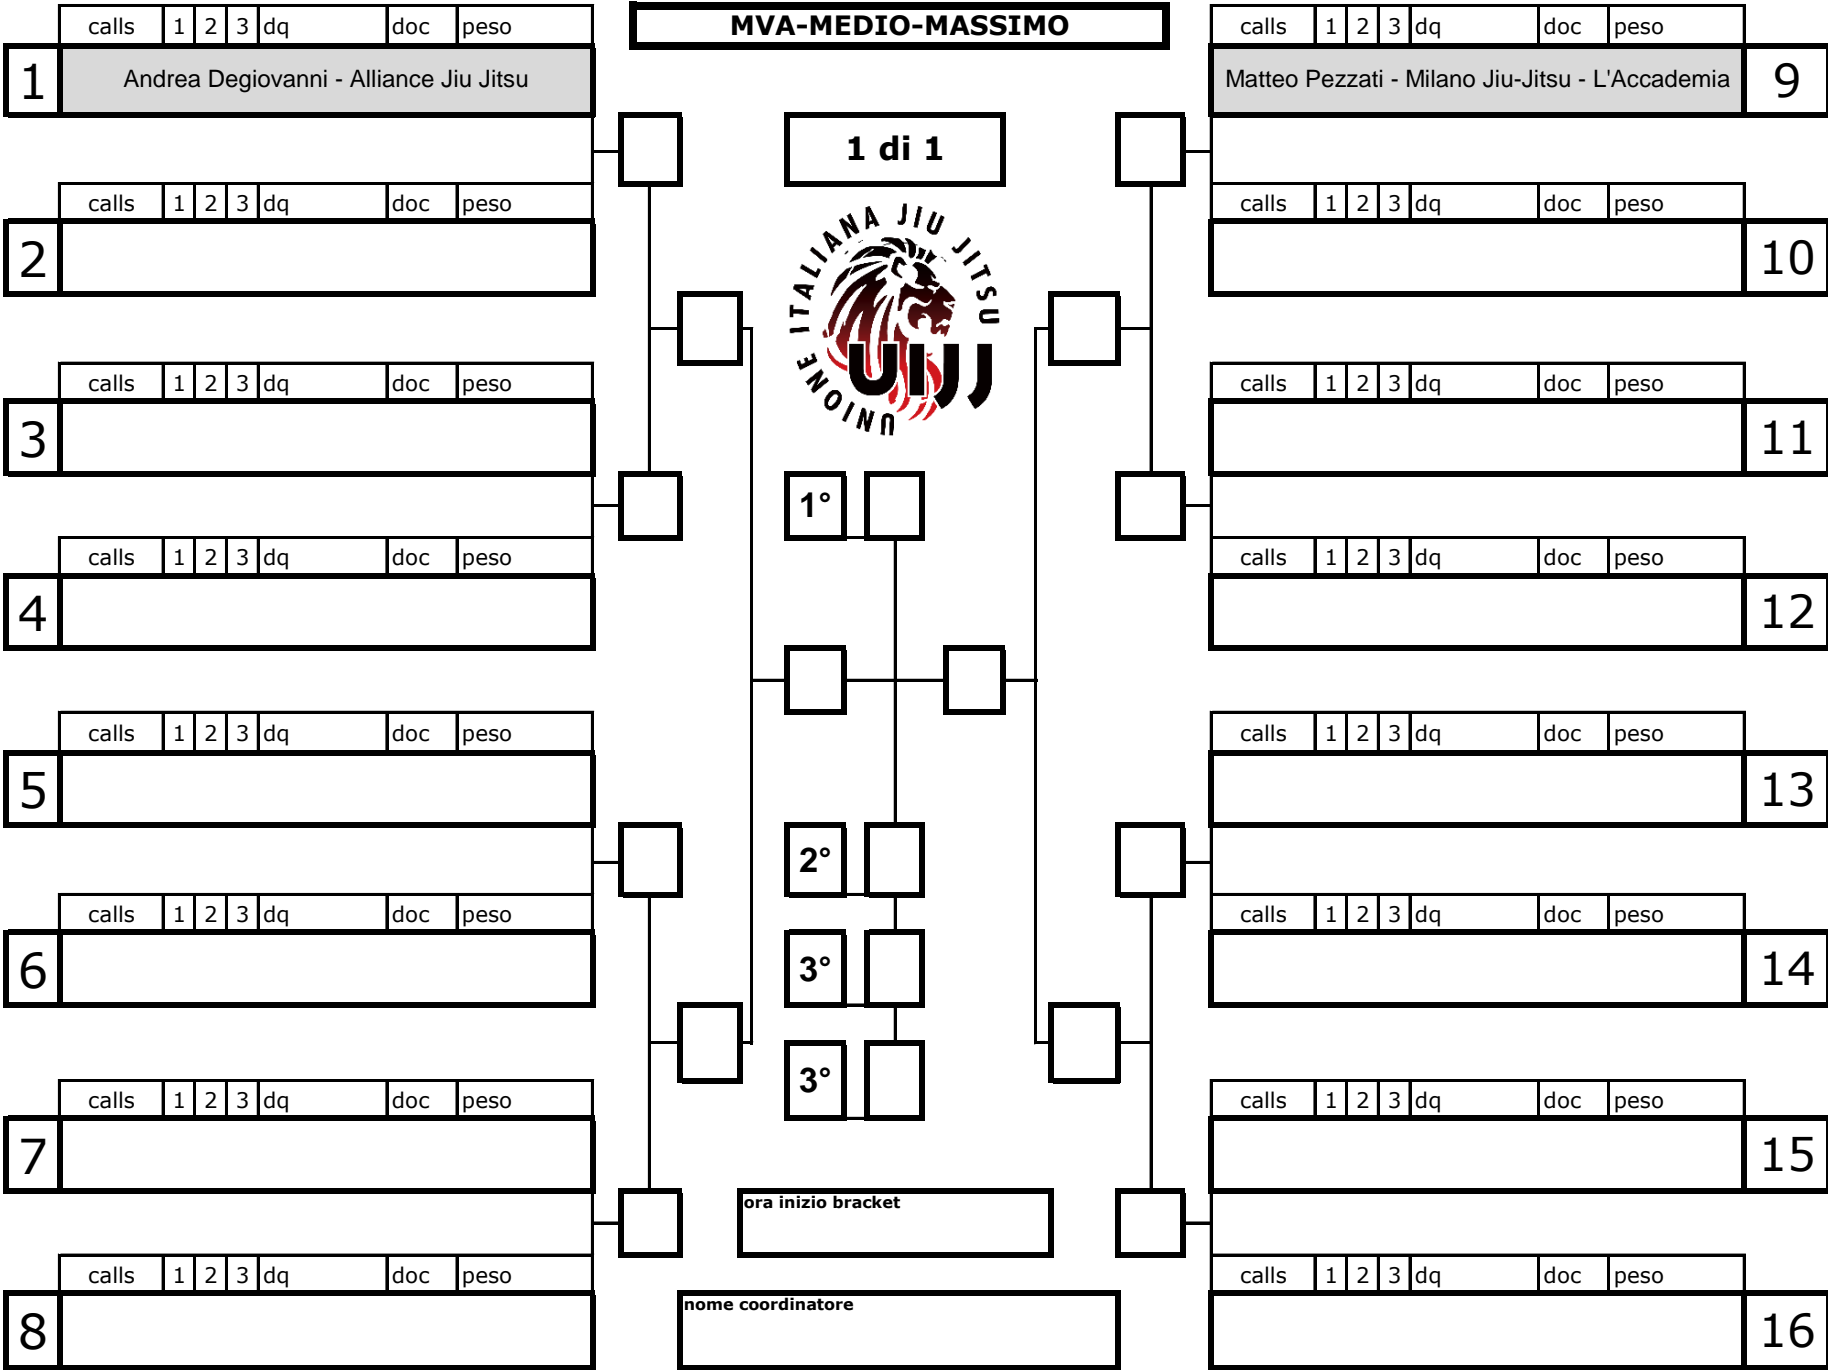 calls 1 2 3 dq doc peso
MVA-MEDIO-MASSIMO
calls 1 2 3 dq doc peso
1 Andrea Degiovanni - Alliance Jiu Jitsu
Matteo Pezzati - Milano Jiu-Jitsu - L'Accademia 9
1 di 1
calls 1 2 3 dq doc peso
calls 1 2 3 dq doc peso
2
10
UNIONE ITALIANA JIU JITSU
UIJJ
calls 1 2 3 dq doc peso
calls 1 2 3 dq doc peso
3
11
1°
calls 1 2 3 dq doc peso
calls 1 2 3 dq doc peso
4
12
calls 1 2 3 dq doc peso
calls 1 2 3 dq doc peso
5
13
2°
calls 1 2 3 dq doc peso
calls 1 2 3 dq doc peso
6
3°
14
3°
calls 1 2 3 dq doc peso
calls 1 2 3 dq doc peso
7
15
ora inizio bracket
calls 1 2 3 dq doc peso
calls 1 2 3 dq doc peso
nome coordinatore
8
16